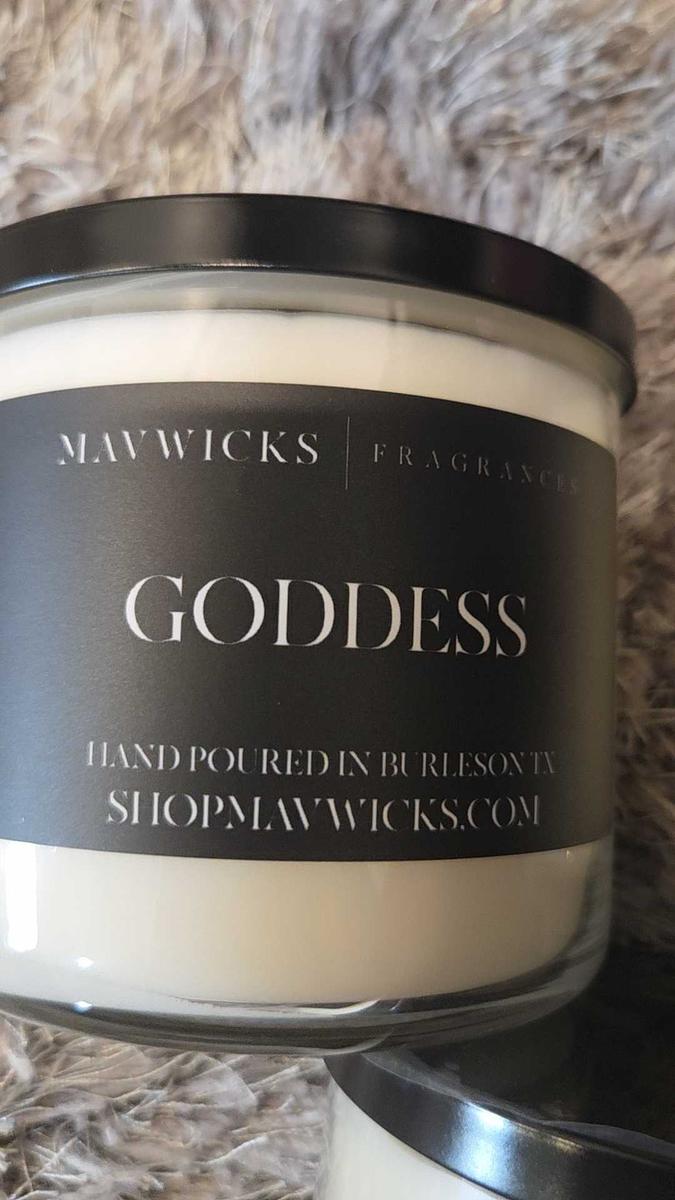 MAVWICKS | FRAGRANCES
GODDESS
HAND POURED IN BURLESON TX
SHOPMAVWICKS.COM